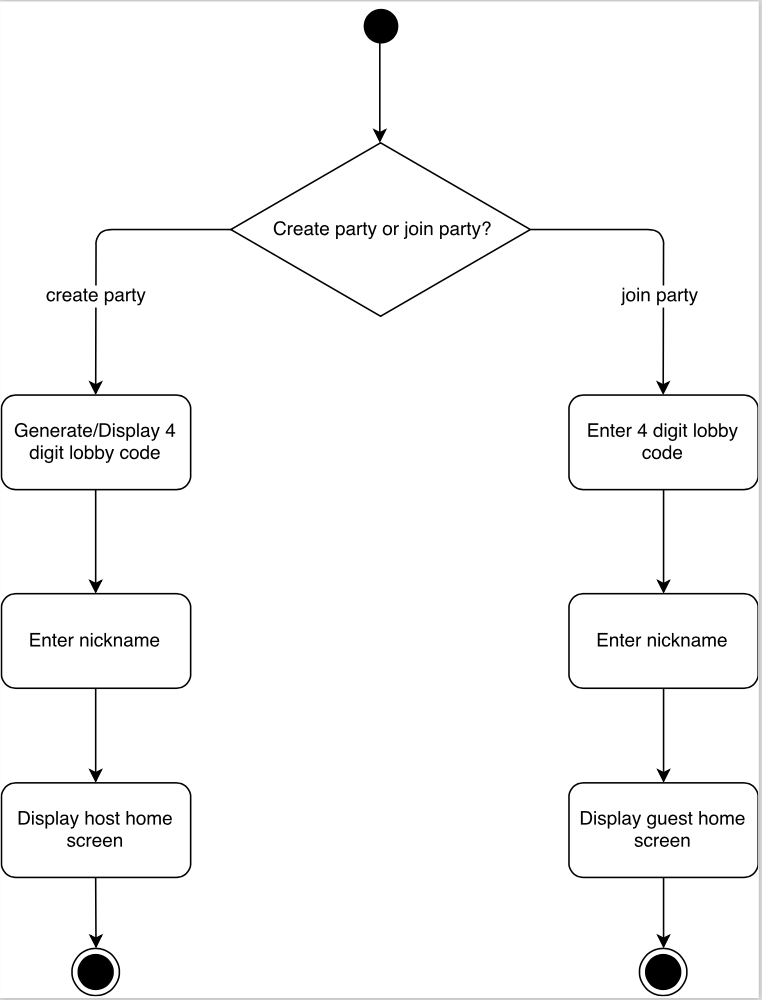 Create party or join party?
create party
join party
Generate/Display 4
digit lobby code
Enter 4 digit lobby
code
Enter nickname
Enter nickname
Display host home
screen
Display guest home
screen